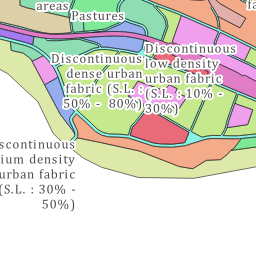 areas
Pastures
Discontinuous
dense urban
fabric (S.L. :
50% - 80%)
Discontinuous
low density
urban fabric
(S.L. : 10% -
30%)
scontinuous
ium density
urban fabric
(S.L. : 30% -
50%)